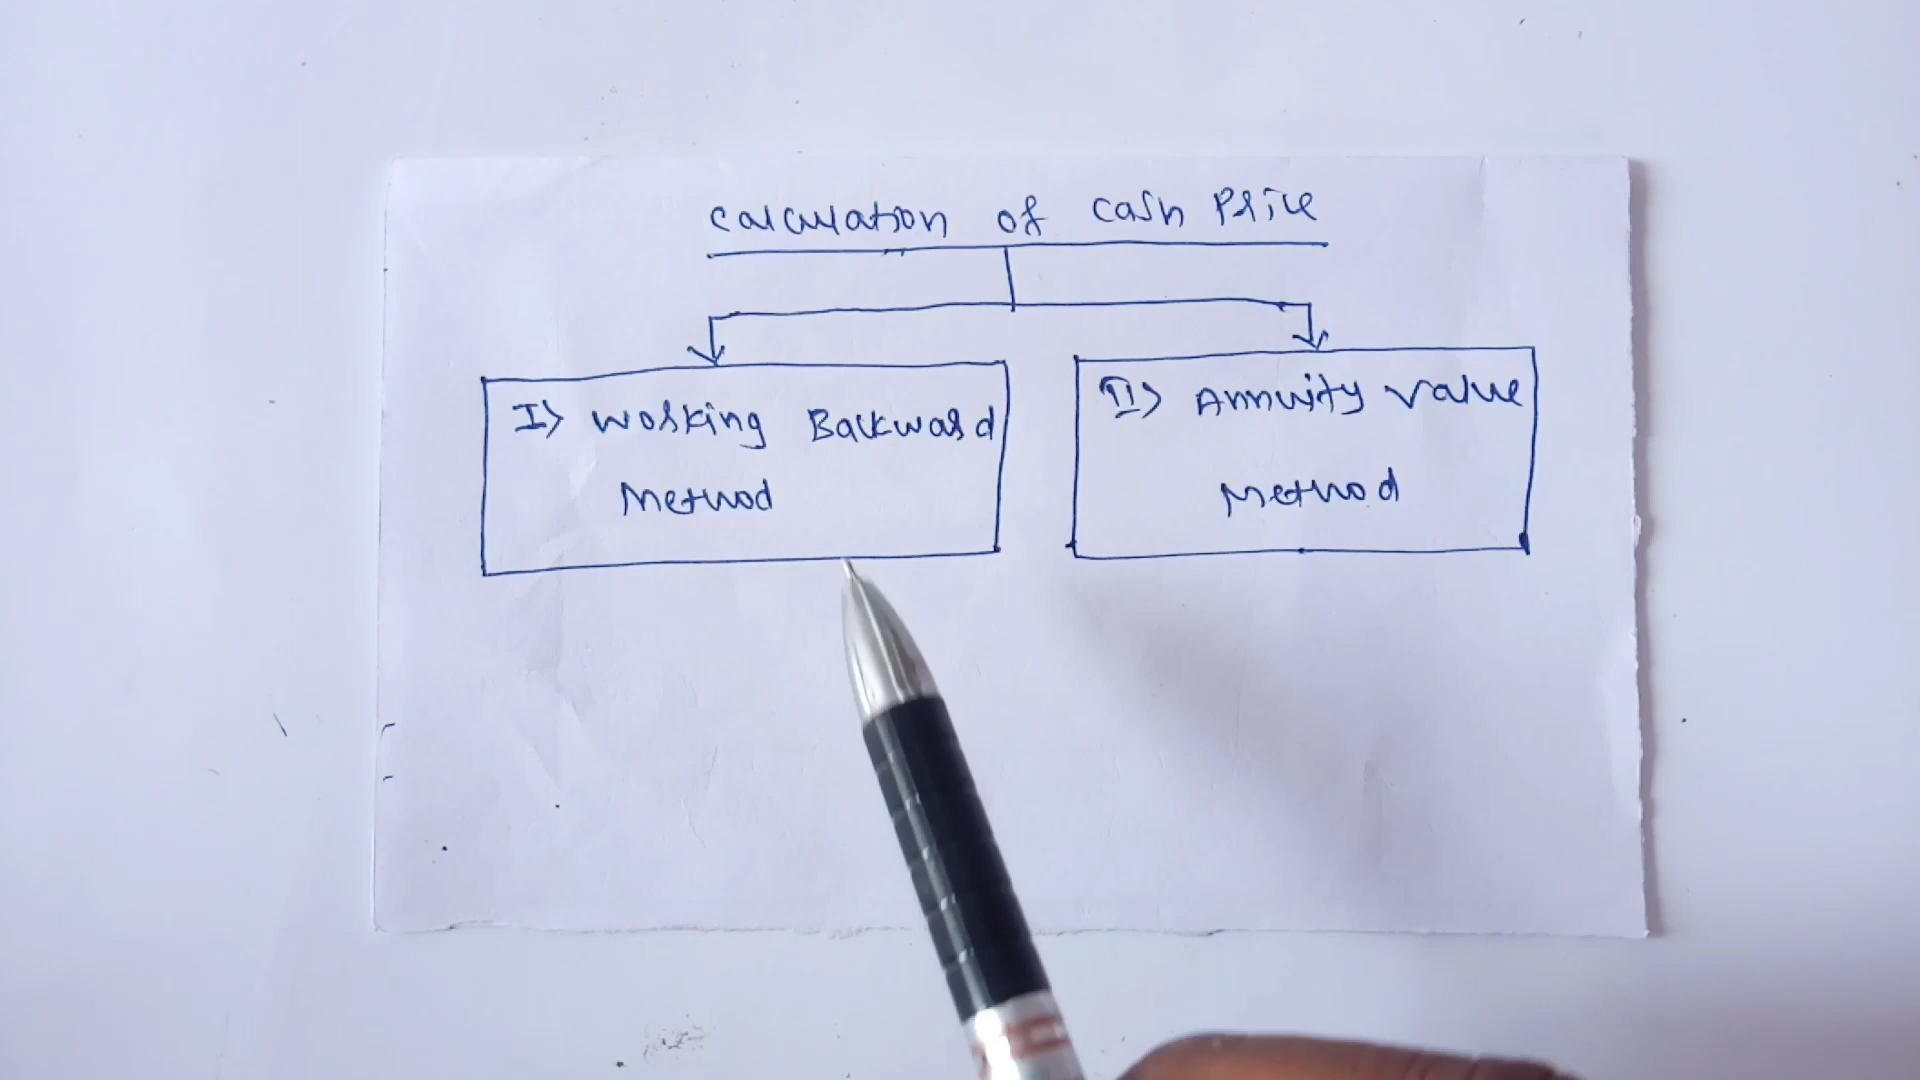 Calculation of Cash Price
I) Working Backward
Method
II) Annuity Value
Method